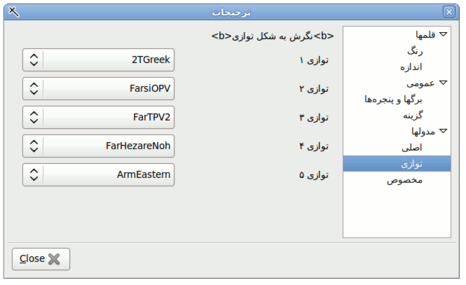 برجحیات
قلمها
رنگ
اندازه
عمومی
برگها و پنجره‌ها
گزینه
مدولها
اصلی
توازی
مخصوص
<b>نگرش به شکل توازی<b>
توازی ۱ 2TGreek
توازی ۲ FarsiOPV
توازی ۳ FarTPV2
توازی ۴ FarHezareNoh
توازی ۵ ArmEastern
Close